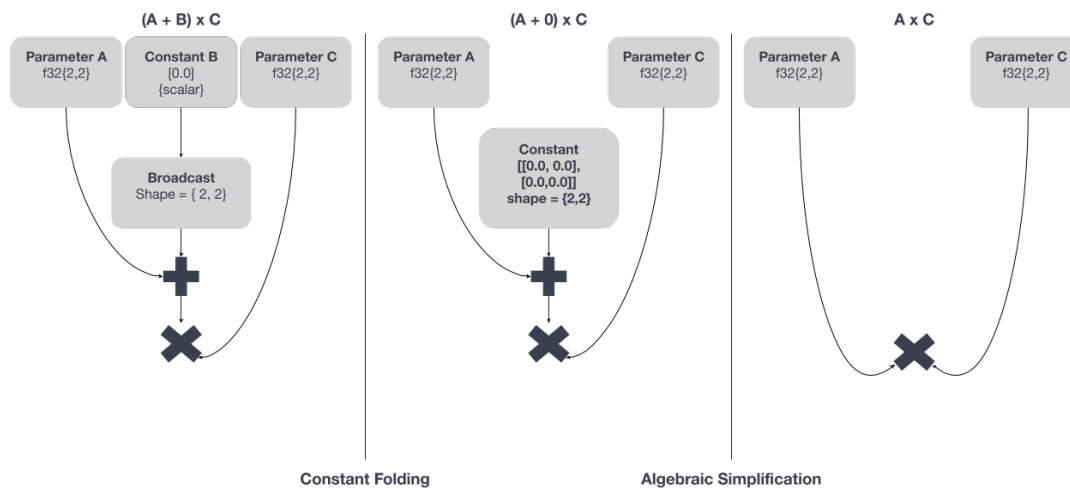 (A + B) x C
Parameter A
f32{2,2}
Constant B
[0.0]
{scalar}
Parameter C
f32{2,2}
Broadcast
Shape = { 2, 2}
(A + 0) x C
Parameter A
f32{2,2}
Parameter C
f32{2,2}
Constant
[[0.0, 0.0],
[0.0,0.0]]
shape = {2,2}
A x C
Parameter A
f32{2,2}
Parameter C
f32{2,2}
Constant Folding
Algebraic Simplification